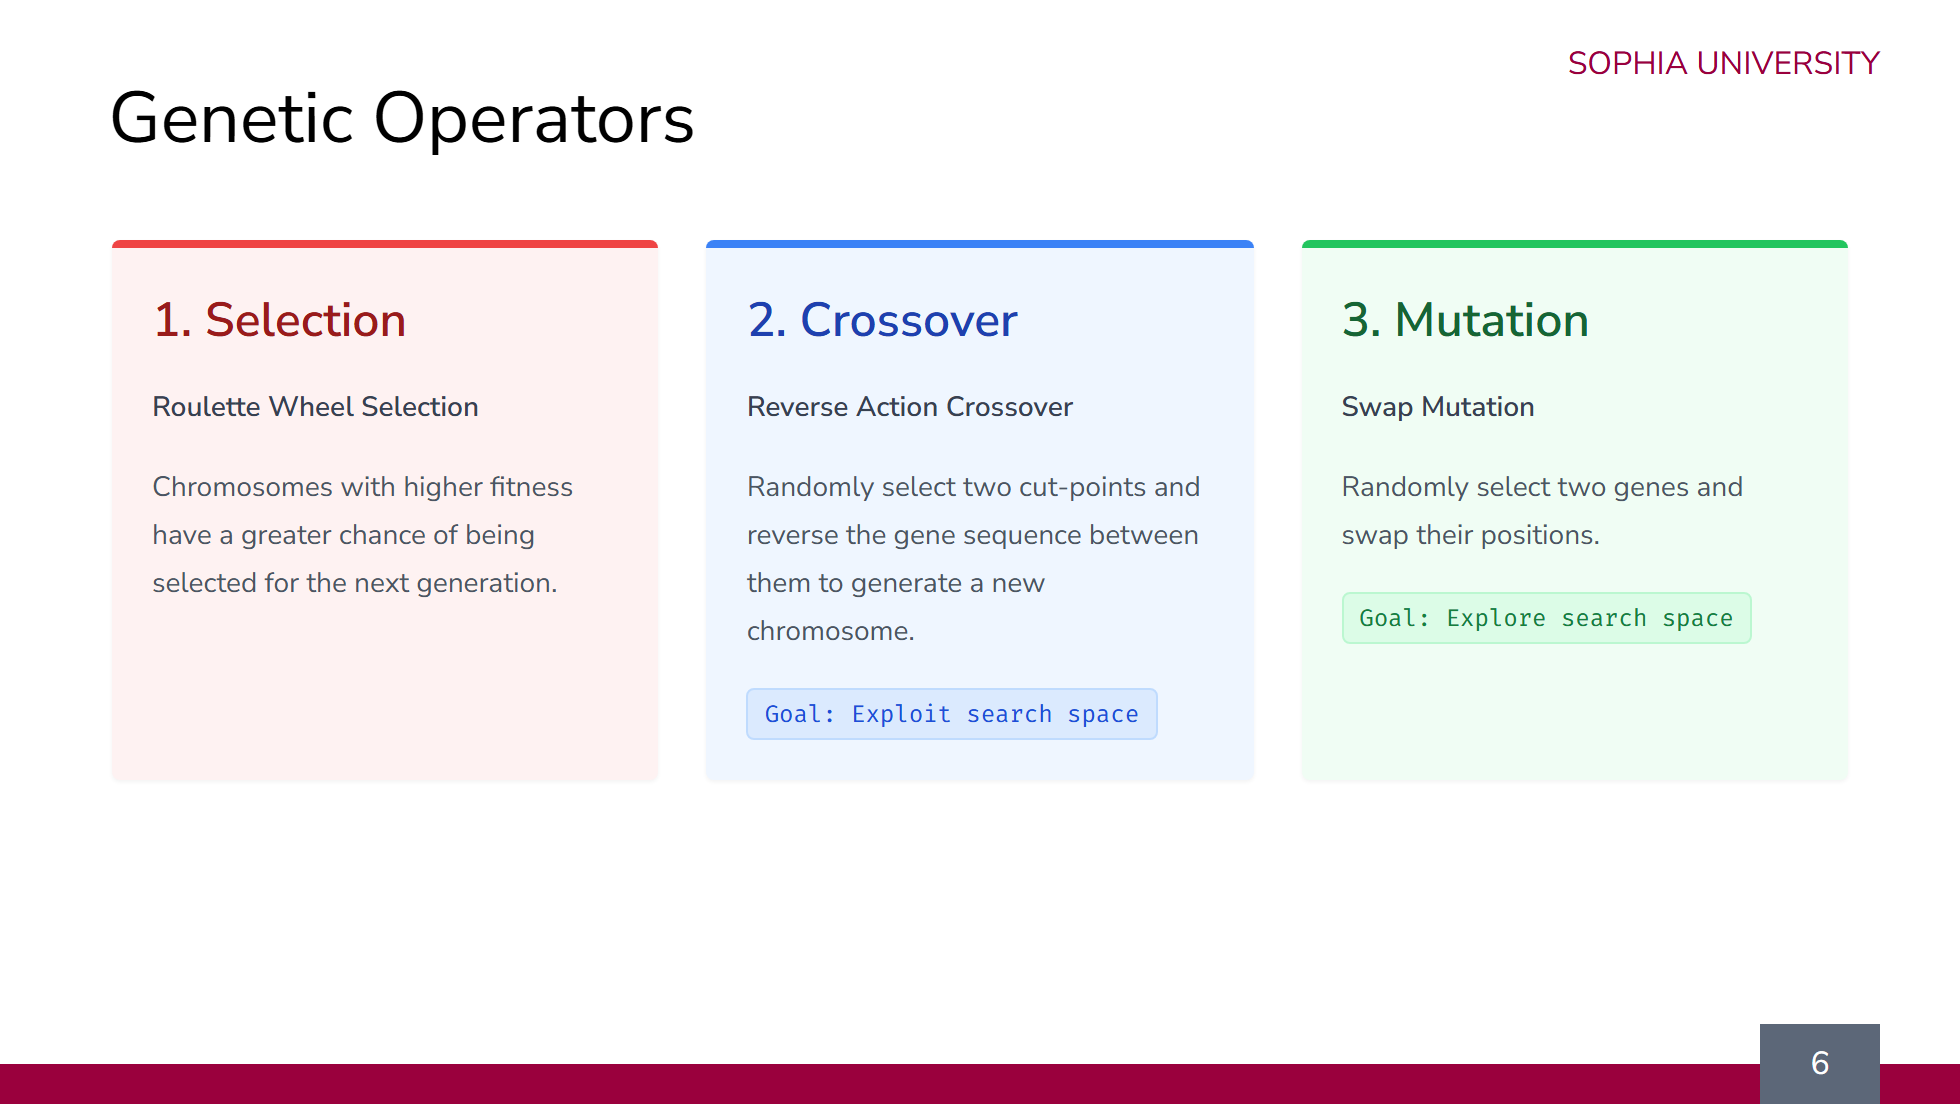 SOPHIA UNIVERSITY
Genetic Operators
1. Selection
Roulette Wheel Selection
Chromosomes with higher fitness
have a greater chance of being
selected for the next generation.
2. Crossover
Reverse Action Crossover
Randomly select two cut-points and
reverse the gene sequence between
them to generate a new
chromosome.
Goal: Exploit search space
3. Mutation
Swap Mutation
Randomly select two genes and
swap their positions.
Goal: Explore search space
6